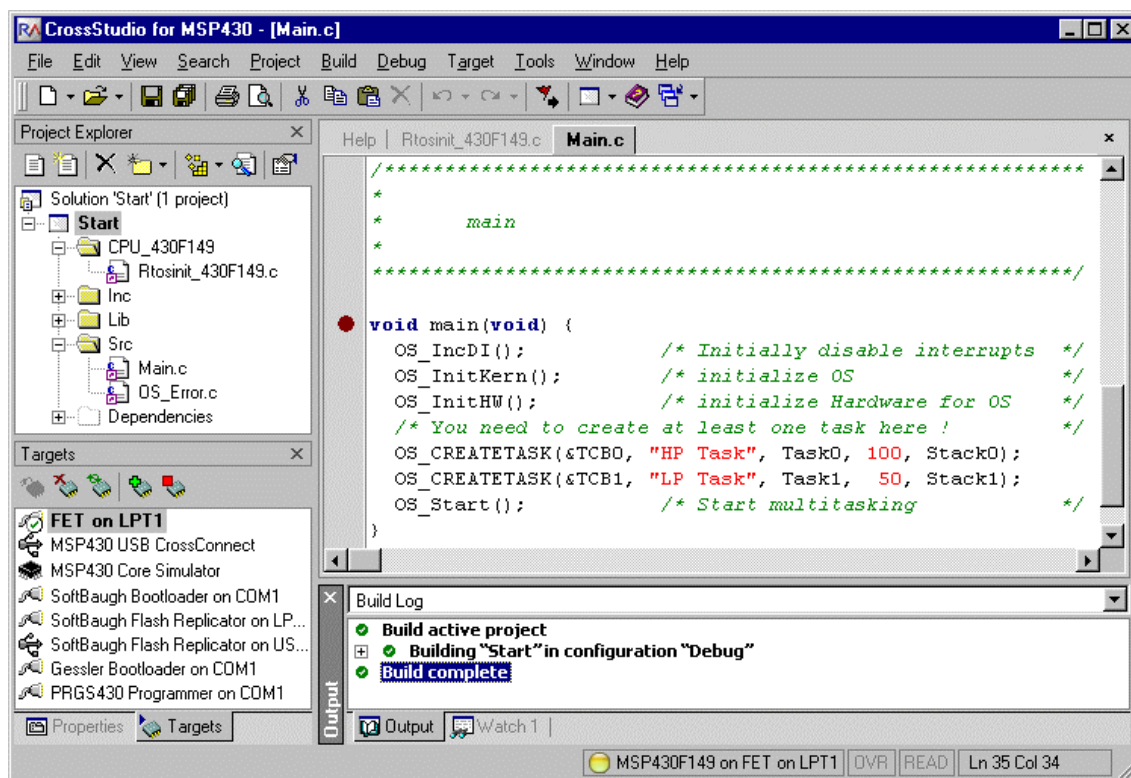 CrossStudio for MSP430 - [Main.c]
File Edit View Search Project Build Debug Target Tools Window Help
Project Explorer
Solution 'Start' (1 project)
Start
CPU_430F149
Rtosinit_430F149.c
Inc
Lib
Src
Main.c
OS_Error.c
Dependencies
Targets
FET on LPT1
MSP430 USB CrossConnect
MSP430 Core Simulator
SoftBaugh Bootloader on COM1
SoftBaugh Flash Replicator on LP...
SoftBaugh Flash Replicator on US...
Gessler Bootloader on COM1
PRGS430 Programmer on COM1
Properties Targets
Help | Rtosinit_430F149.c Main.c
/**********************************************************
*
* main
*
**********************************************************/
void main(void) {
OS_IncDI(); /* Initially disable interrupts */
OS_InitKern(); /* initialize OS */
OS_InitHW(); /* initialize Hardware for OS */
/* You need to create at least one task here ! */
OS_CREATETASK(&TCB0, "HP Task", Task0, 100, Stack0);
OS_CREATETASK(&TCB1, "LP Task", Task1, 50, Stack1);
OS_Start(); /* Start multitasking */
}
Output
Build Log
Build active project
Building "Start" in configuration "Debug"
Build complete
Output Watch 1 |
MSP430F149 on FET on LPT1 OVR READ Ln 35 Col 34